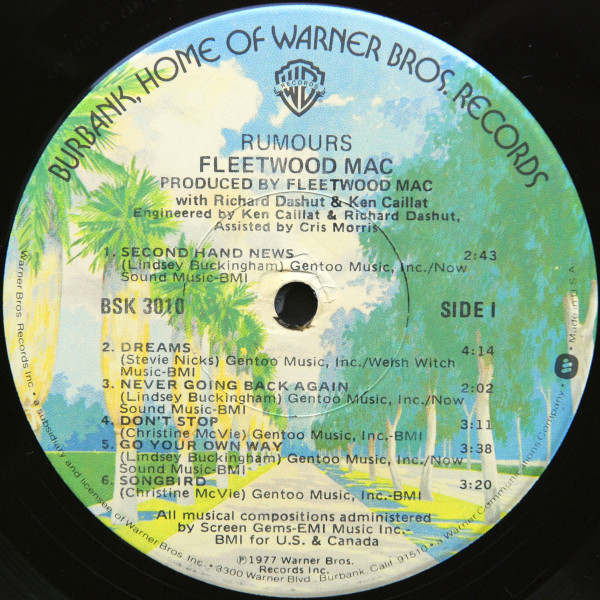 BURBANK, HOME OF WARNER BROS. RECORDS
WB
RECORDS
RUMOURS
FLEETWOOD MAC
PRODUCED BY FLEETWOOD MAC
with Richard Dashut & Ken Caillat
Engineered by Ken Caillat & Richard Dashut,
Assisted by Cris Morris
1. SECOND HAND NEWS 2:43
(Lindsey Buckingham) Gentoo Music, Inc./Now
Sound Music-BMI
BSK 3010 SIDE I
2. DREAMS 4:14
(Stevie Nicks) Gentoo Music, Inc./Welsh Witch
Music-BMI
3. NEVER GOING BACK AGAIN 2:02
(Lindsey Buckingham) Gentoo Music, Inc./Now
Sound Music-BMI
4. DON'T STOP 3:11
(Christine McVie) Gentoo Music, Inc.-BMI
5. GO YOUR OWN WAY 3:38
(Lindsey Buckingham) Gentoo Music, Inc./Now
Sound Music-BMI
6. SONGBIRD 3:20
(Christine McVie) Gentoo Music, Inc.-BMI
All musical compositions administered
by Screen Gems-EMI Music Inc.-
BMI for U.S. & Canada
℗1977 Warner Bros.
Records Inc.
Warner Bros. Records Inc. • a subsidiary and licensee of Warner Bros. Inc. • 3300 Warner Blvd., Burbank, Calif. 91510 • a Warner Communications Company • Made in U.S.A.